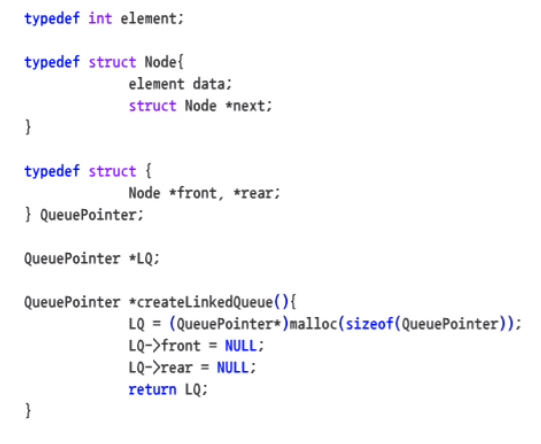 typedef int element;
typedef struct Node{
element data;
struct Node *next;
}
typedef struct {
Node *front, *rear;
} QueuePointer;
QueuePointer *LQ;
QueuePointer *createLinkedQueue(){
LQ = (QueuePointer*)malloc(sizeof(QueuePointer));
LQ->front = NULL;
LQ->rear = NULL;
return LQ;
}